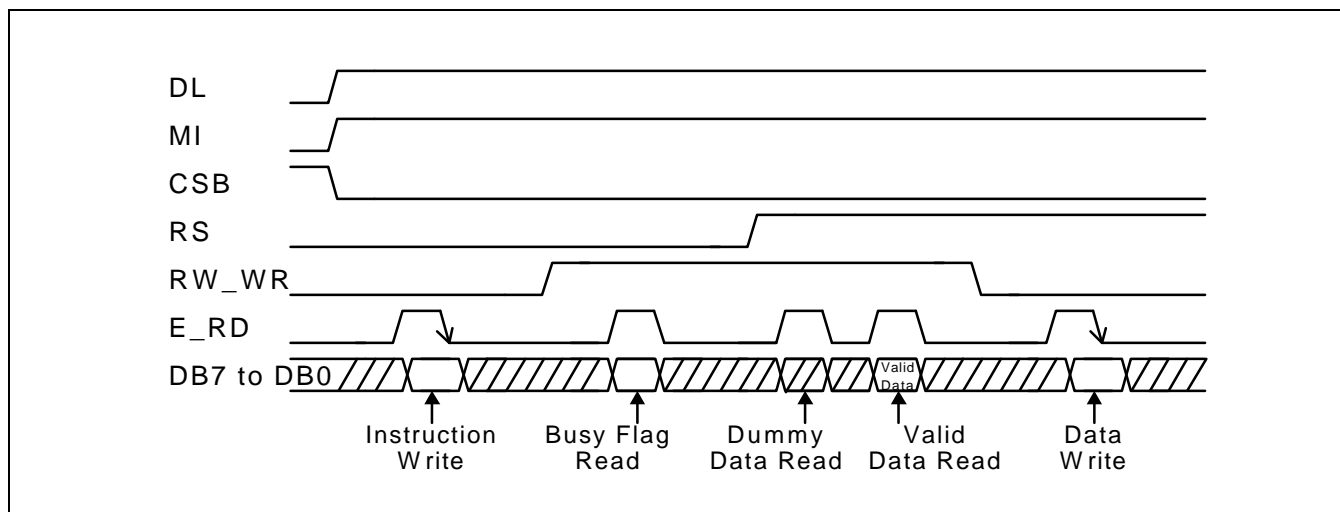 DL
MI
CSB
RS
RW_WR
E_RD
DB7 to DB0
Valid
Data
Instruction
Write
Busy Flag
Read
Dummy
Data Read
Valid
Data Read
Data
Write